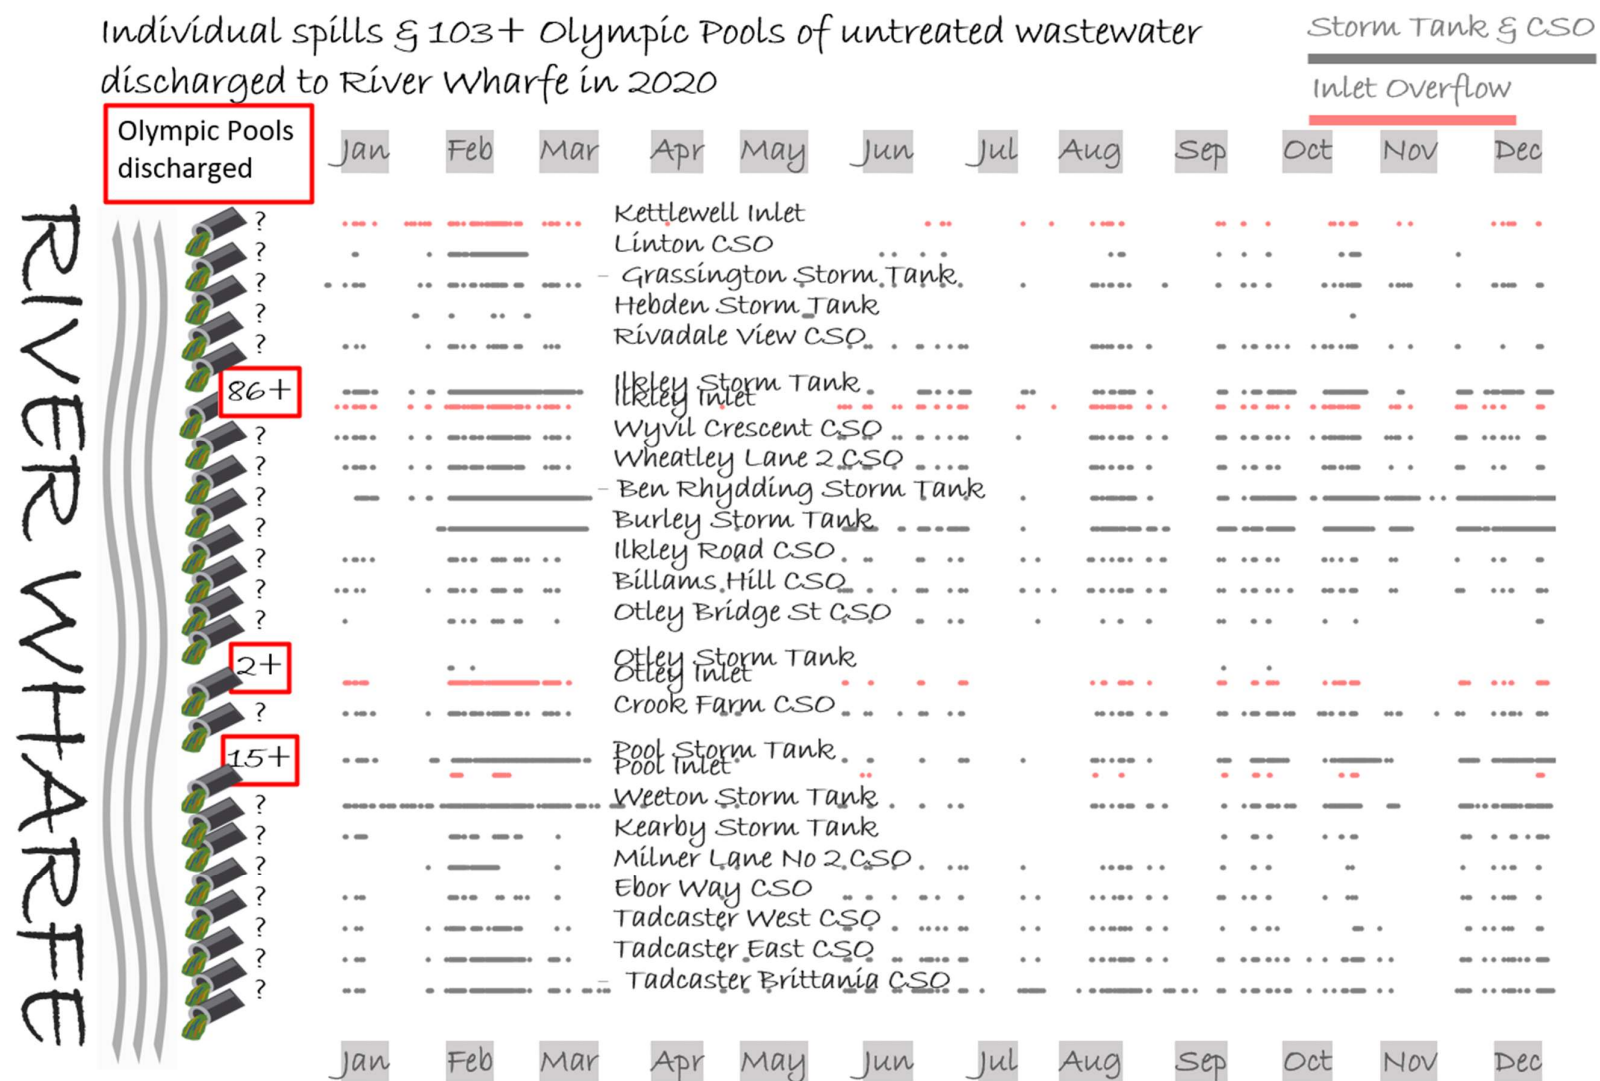 Individual spills & 103+ Olympic Pools of untreated wastewater
discharged to River Wharfe in 2020
Storm Tank & CSO
Inlet Overflow
Olympic Pools
discharged
Jan Feb Mar Apr May Jun Jul Aug Sep Oct Nov Dec
RIVER WHARFE
? Kettlewell Inlet
? Linton CSO
? Grassington Storm Tank
? Hebden Storm Tank
? Rivadale View CSO
86+ Ilkley Storm Tank
Ilkley Inlet
? Wyvil Crescent CSO
? Wheatley Lane 2 CSO
? Ben Rhydding Storm Tank
? Burley Storm Tank
? Ilkley Road CSO
? Billams Hill CSO
? Otley Bridge St CSO
2+ Otley Storm Tank
Otley Inlet
? Crook Farm CSO
15+ Pool Storm Tank
Pool Inlet
? Weeton Storm Tank
? Kearby Storm Tank
? Milner Lane No 2 CSO
? Ebor Way CSO
? Tadcaster West CSO
? Tadcaster East CSO
? Tadcaster Brittania CSO
Jan Feb Mar Apr May Jun Jul Aug Sep Oct Nov Dec